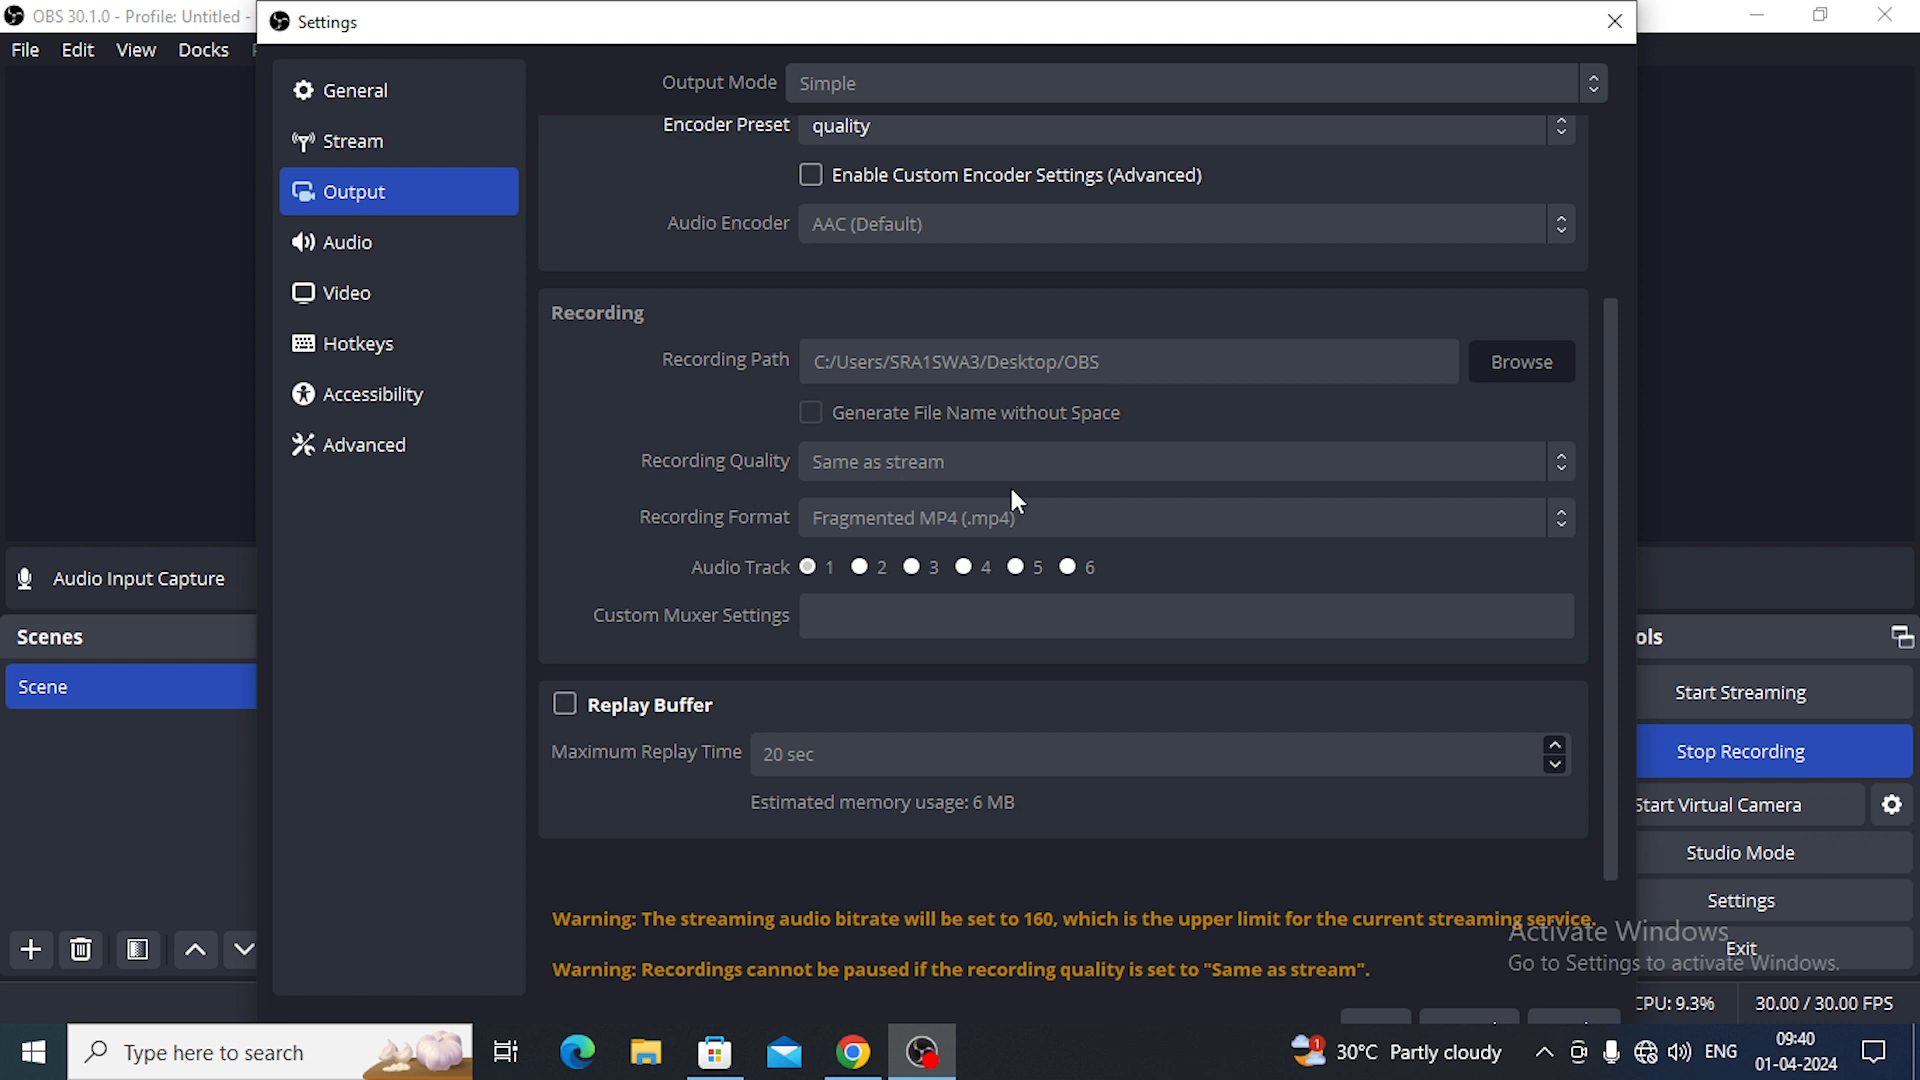 OBS 30.1.0 - Profile: Untitled -
Settings
File Edit View Docks
General
Stream
Output
Audio
Video
Hotkeys
Accessibility
Advanced
Output Mode Simple
Encoder Preset quality
Enable Custom Encoder Settings (Advanced)
Audio Encoder AAC (Default)
Recording
Recording Path C:/Users/SRA1SWA3/Desktop/OBS Browse
Generate File Name without Space
Recording Quality Same as stream
Recording Format Fragmented MP4 (.mp4)
Audio Track 1 2 3 4 5 6
Custom Muxer Settings
Replay Buffer
Maximum Replay Time 20 sec
Estimated memory usage: 6 MB
Warning: The streaming audio bitrate will be set to 160, which is the upper limit for the current streaming service.
Warning: Recordings cannot be paused if the recording quality is set to "Same as stream".
Audio Input Capture
Scenes
Scene
ols
Start Streaming
Stop Recording
Start Virtual Camera
Studio Mode
Settings
Exit
Activate Windows
Go to Settings to activate Windows.
CPU: 9.3% 30.00 / 30.00 FPS
Type here to search
1
30°C Partly cloudy
ENG
09:40
01-04-2024